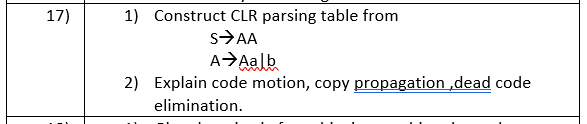 17) 1) Construct CLR parsing table from
S→AA
A→Aa|b
2) Explain code motion, copy propagation ,dead code
elimination.